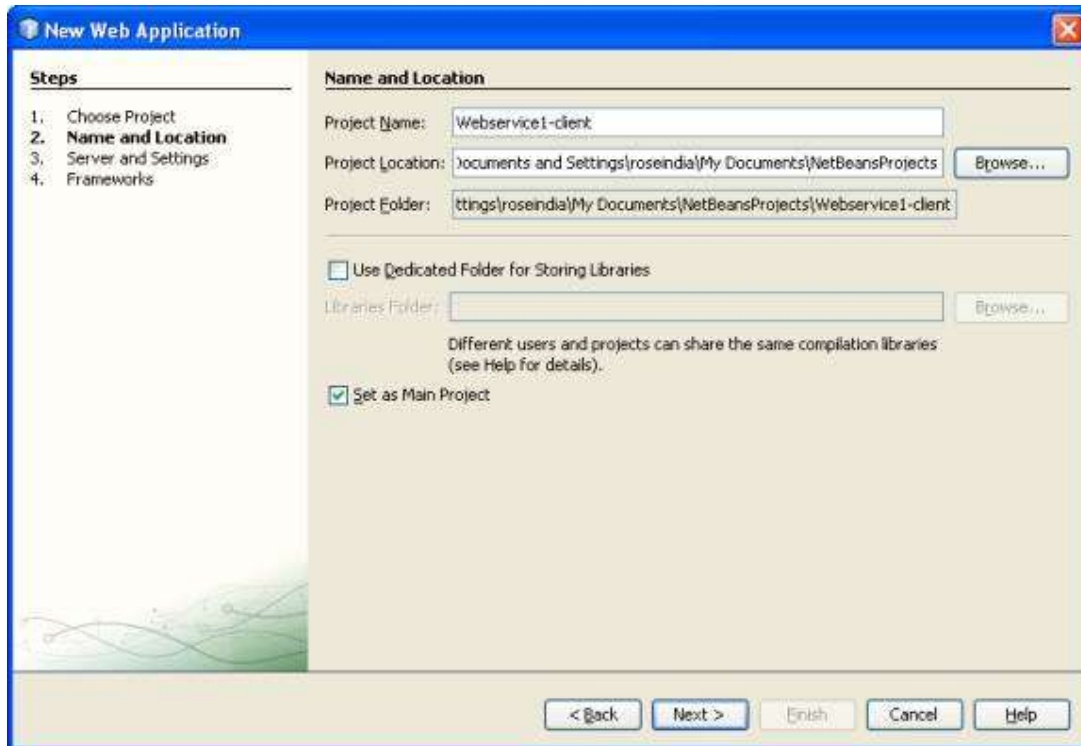 New Web Application
Steps
1. Choose Project
2. Name and Location
3. Server and Settings
4. Frameworks
Name and Location
Project Name: Webservice1-client
Project Location: Documents and Settings\roseindia\My Documents\NetBeansProjects Browse...
Project Folder: ttings\roseindia\My Documents\NetBeansProjects\Webservice1-client
Use Dedicated Folder for Storing Libraries
Libraries Folder: Browse...
Different users and projects can share the same compilation libraries
(see Help for details).
Set as Main Project
< Back Next > Finish Cancel Help